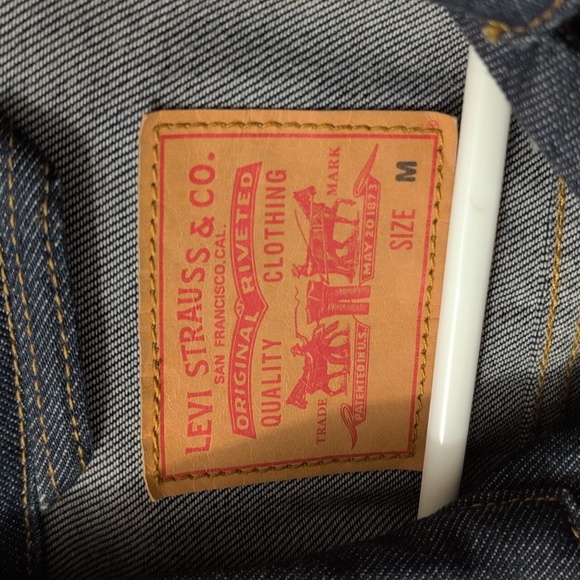 LEVI STRAUSS & CO.
SAN FRANCISCO, CAL.
ORIGINAL RIVETED
QUALITY CLOTHING
TRADE MARK
PATENTED IN U.S. MAY 20 1873
SIZE M